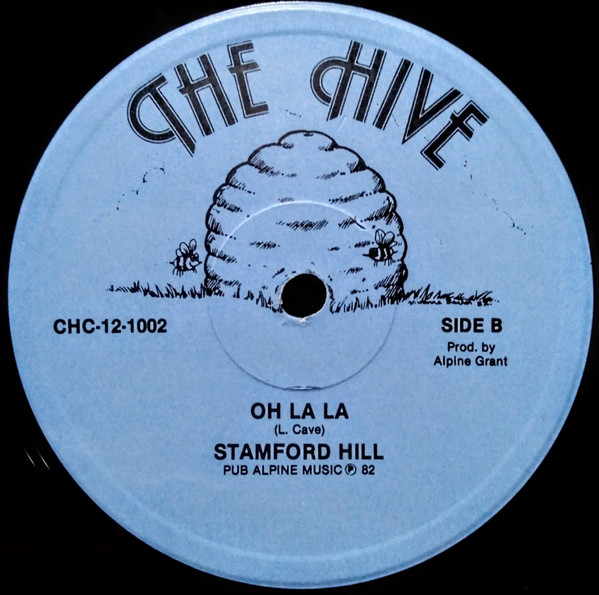 THE HIVE
CHC-12-1002
SIDE B
Prod. by
Alpine Grant
OH LA LA
(L. Cave)
STAMFORD HILL
PUB ALPINE MUSIC ℗ 82